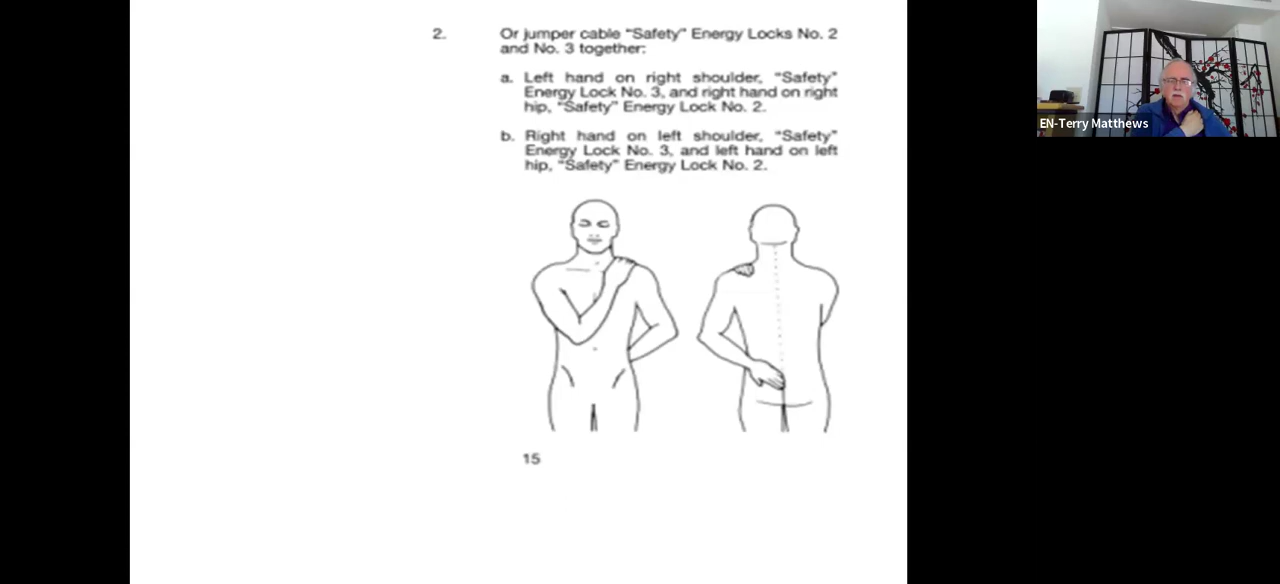 2. Or jumper cable “Safety” Energy Locks No. 2
and No. 3 together:
a. Left hand on right shoulder, “Safety”
Energy Lock No. 3, and right hand on right
hip, “Safety” Energy Lock No. 2.
b. Right hand on left shoulder, “Safety”
Energy Lock No. 3, and left hand on left
hip, “Safety” Energy Lock No. 2.
15
EN-Terry Matthews